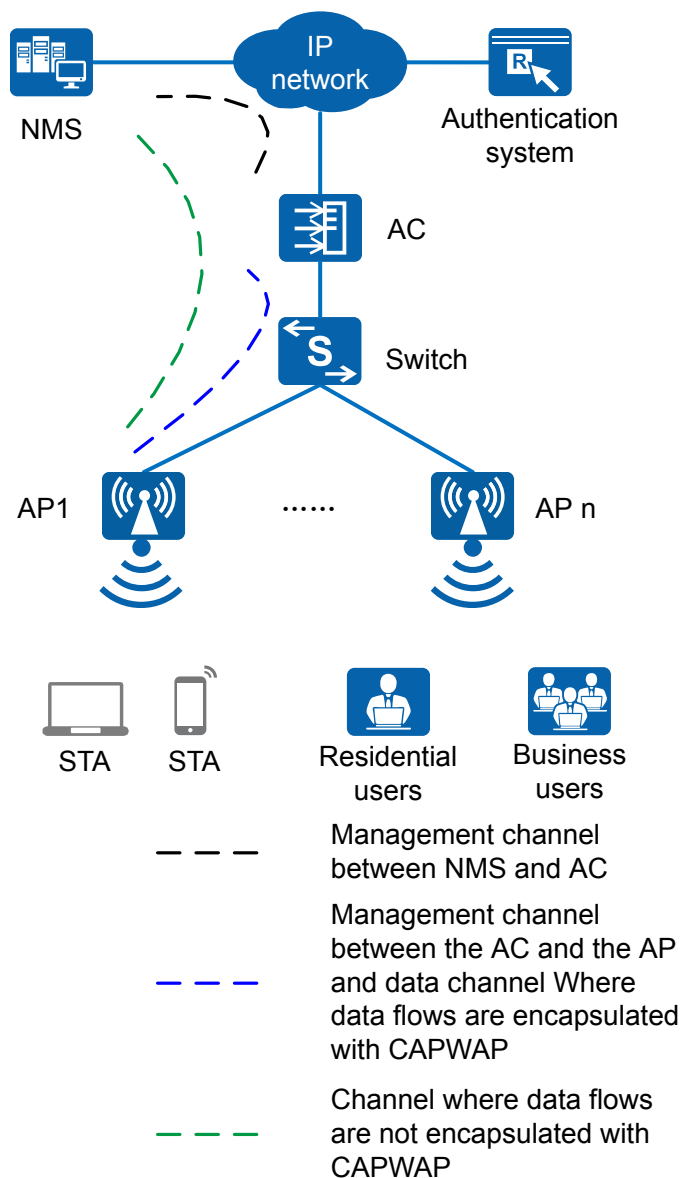 IP
network
R
NMS
Authentication
system
AC
S
Switch
AP1
......
AP n
STA
STA
Residential
users
Business
users
Management channel
between NMS and AC
Management channel
between the AC and the AP
and data channel Where
data flows are encapsulated
with CAPWAP
Channel where data flows
are not encapsulated with
CAPWAP